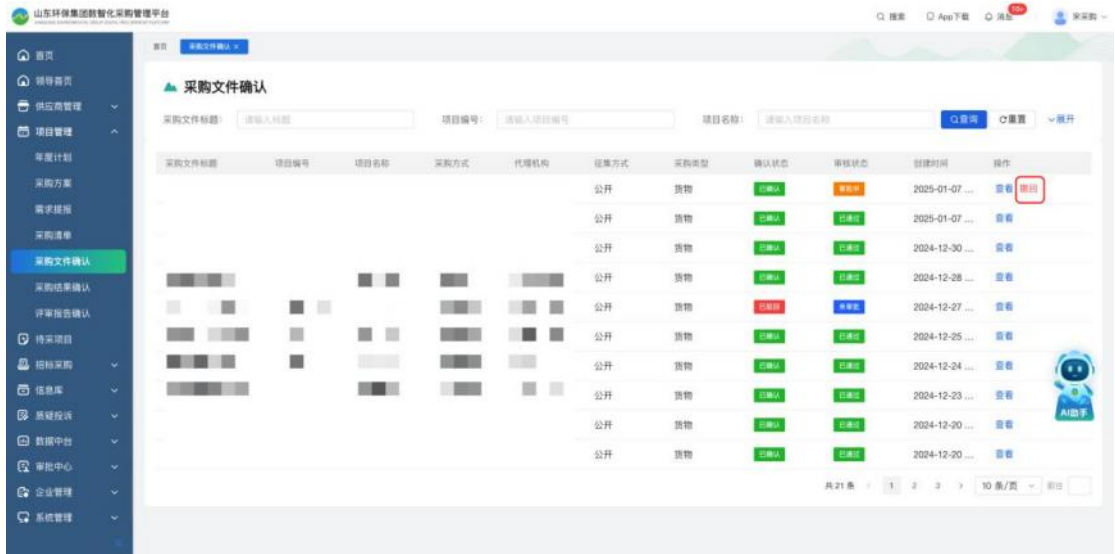 山东环保集团数智化采购管理平台
搜索 App下载 消息 10+ 宋采购
首页 采购文件确认 ×
首页
领导首页
供应商管理
项目管理
年度计划
采购方案
需求提报
采购清单
采购文件确认
采购结果确认
评审报告确认
待采项目
招标采购
信息库
质疑投诉
数据中台
审批中心
企业管理
系统管理
采购文件确认
采购文件标题: 请输入标题 项目编号: 请输入项目编号 项目名称: 请输入项目名称 查询 重置 展开
采购文件标题 项目编号 项目名称 采购方式 代理机构 征集方式 采购类型 确认状态 审核状态 创建时间 操作
公开 货物 已确认 审批中 2025-01-07 ... 查看 撤回
公开 货物 已确认 已通过 2025-01-07 ... 查看
公开 货物 已确认 已通过 2024-12-30 ... 查看
公开 货物 已确认 已通过 2024-12-28 ... 查看
公开 货物 已驳回 未审批 2024-12-27 ... 查看
公开 货物 已确认 已通过 2024-12-25 ... 查看
公开 货物 已确认 已通过 2024-12-24 ... 查看
公开 货物 已确认 已通过 2024-12-23 ... 查看
公开 货物 已确认 已通过 2024-12-20 ... 查看
公开 货物 已确认 已通过 2024-12-20 ... 查看
AI助手
共 21 条 1 2 3 10 条/页 前往